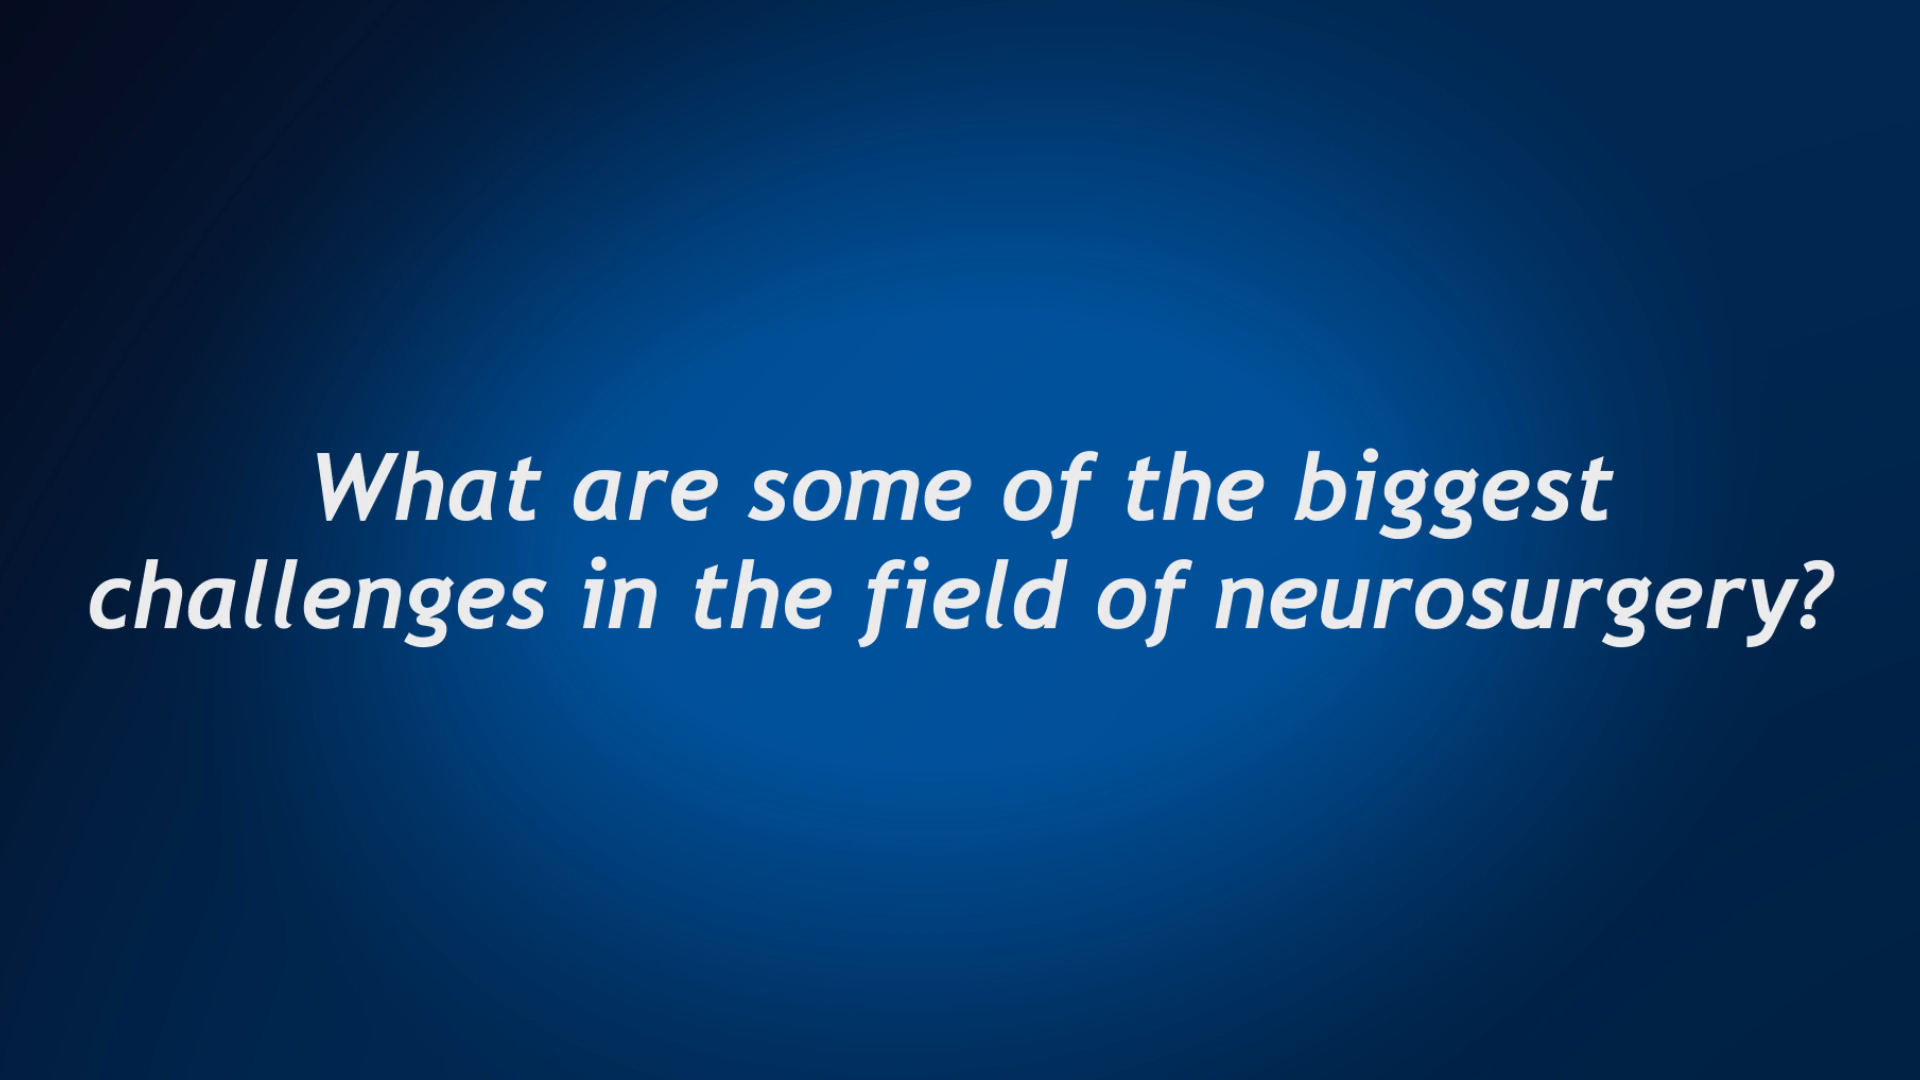 What are some of the biggest
challenges in the field of neurosurgery?